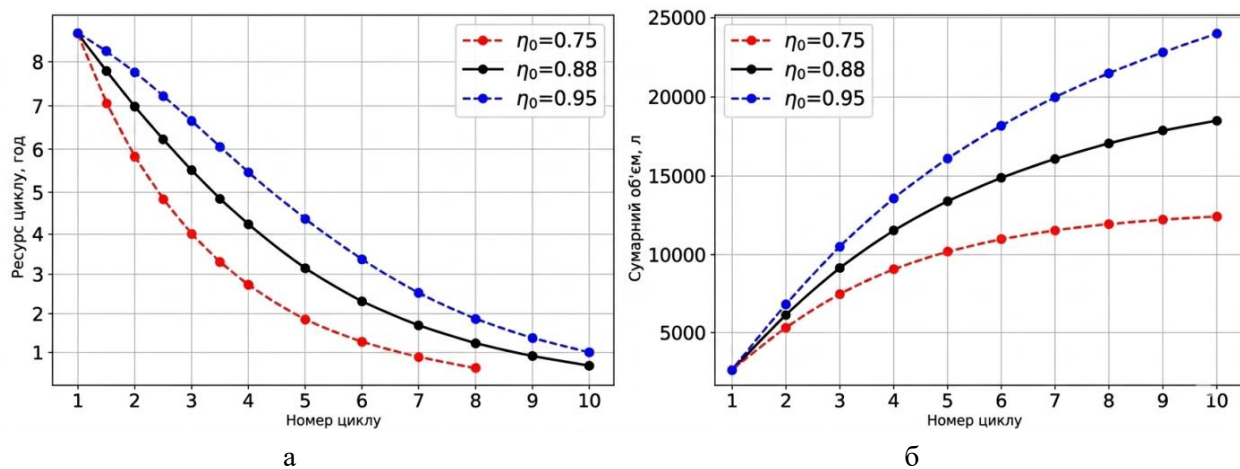 η₀=0.75
η₀=0.88
η₀=0.95
8
7
6
5
4
3
2
1
Ресурс циклу, год
1 2 3 4 5 6 7 8 9 10
Номер циклу
а
η₀=0.75
η₀=0.88
η₀=0.95
25000
20000
15000
10000
5000
Сумарний об'єм, л
1 2 3 4 5 6 7 8 9 10
Номер циклу
б